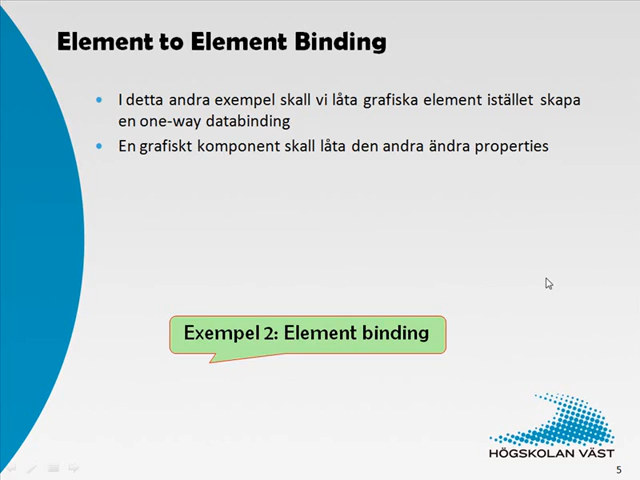 Element to Element Binding
I detta andra exempel skall vi låta grafiska element istället skapa
en one-way databinding
En grafiskt komponent skall låta den andra ändra properties
Exempel 2: Element binding
HÖGSKOLAN VÄST
5